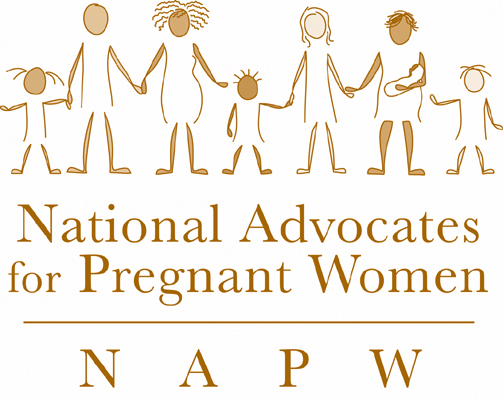 National Advocates
for Pregnant Women
N A P W